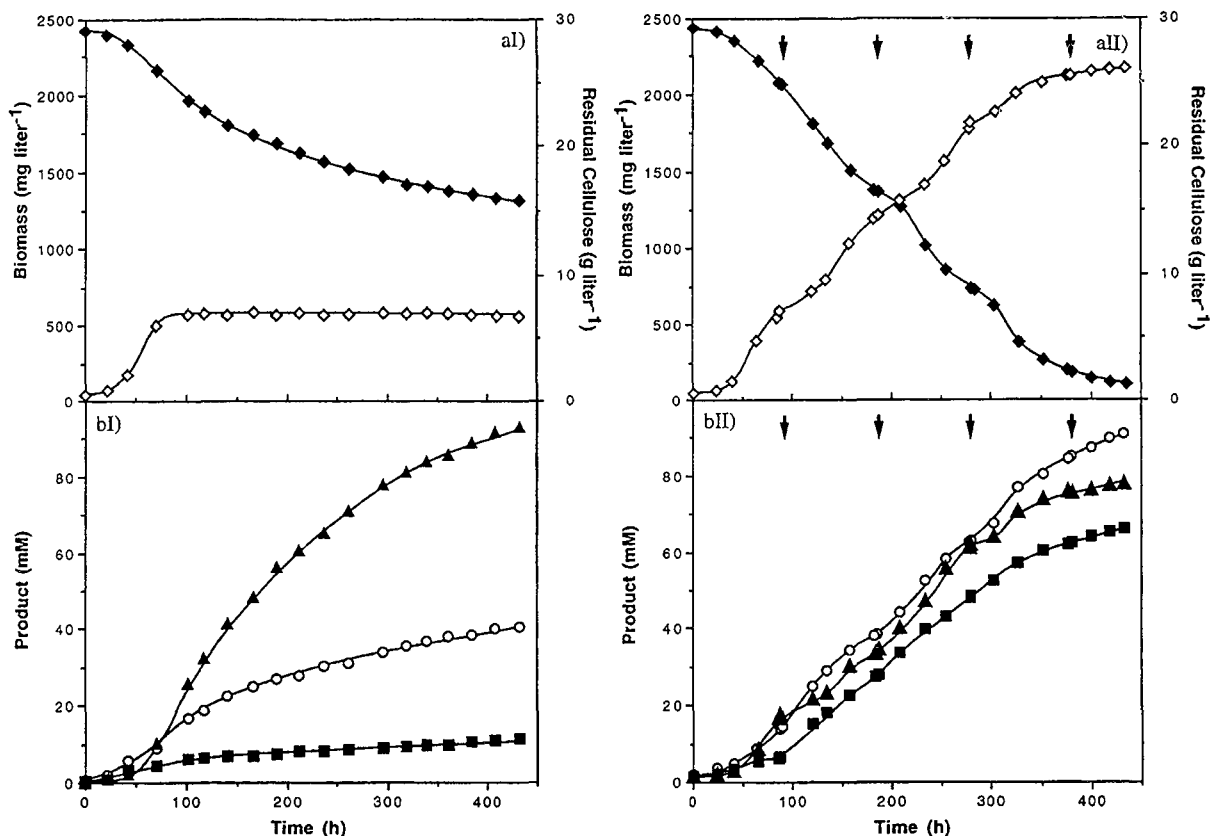 2500
2000
1500
1000
500
0
Biomass (mg liter⁻¹)
30
20
10
0
Residual Cellulose (g liter⁻¹)
aI)
2500
2000
1500
1000
500
0
Biomass (mg liter⁻¹)
30
20
10
0
Residual Cellulose (g liter⁻¹)
aII)
bI)
80
60
40
20
0
Product (mM)
0 100 200 300 400
Time (h)
bII)
80
60
40
20
0
Product (mM)
0 100 200 300 400
Time (h)